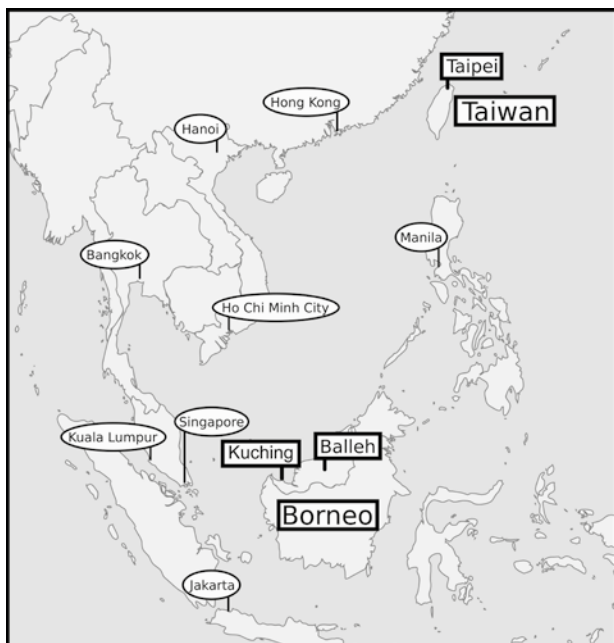 Taipei
Taiwan
Hong Kong
Hanoi
Manila
Bangkok
Ho Chi Minh City
Singapore
Kuala Lumpur
Kuching
Balleh
Borneo
Jakarta